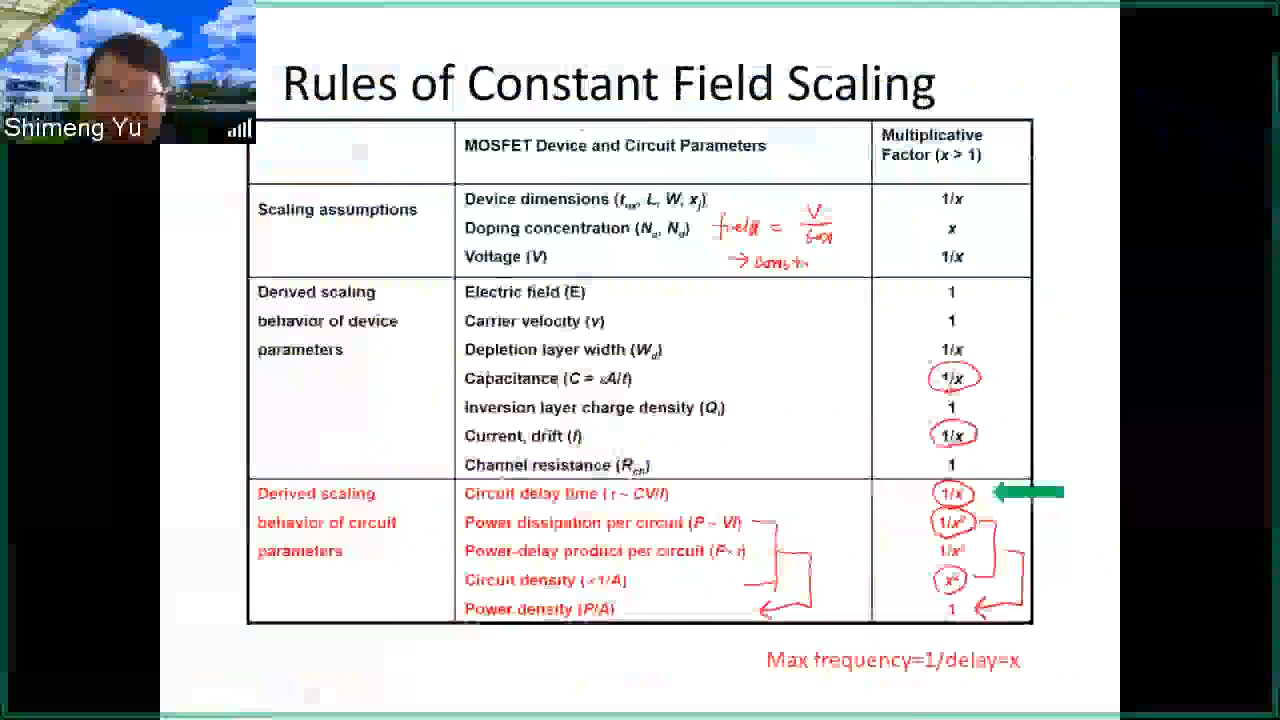 Shimeng Yu
Rules of Constant Field Scaling
MOSFET Device and Circuit Parameters
Multiplicative
Factor (x > 1)
Scaling assumptions
Device dimensions (tox, L, W, xj)
1/x
Doping concentration (Na, Nd)
x
field = V/tox
Voltage (V)
1/x
→ const.
Derived scaling
behavior of device
parameters
Electric field (E)
1
Carrier velocity (v)
1
Depletion layer width (Wd)
1/x
Capacitance (C = εA/t)
1/x
Inversion layer charge density (Qi)
1
Current, drift (I)
1/x
Channel resistance (Rch)
1
Derived scaling
behavior of circuit
parameters
Circuit delay time (τ ~ CV/I)
1/x
Power dissipation per circuit (P ~ VI)
1/x²
Power-delay product per circuit (P~ τ)
1/x³
Circuit density (∝1/A)
x²
Power density (P/A)
1
Max frequency=1/delay=x